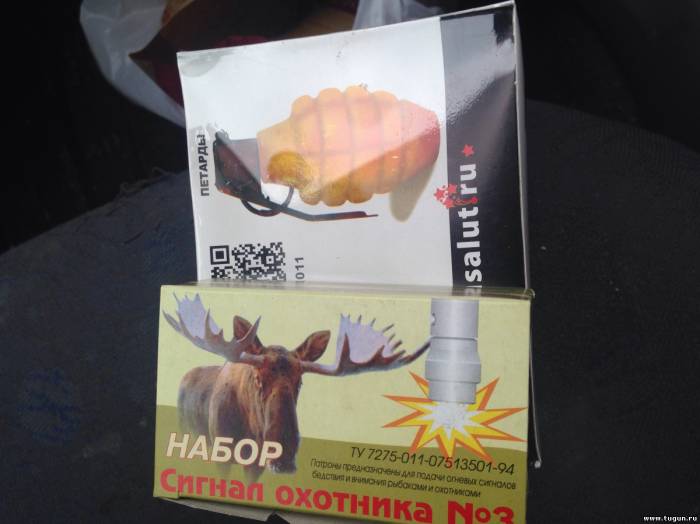 ПЕТАРДЫ
asalut.ru
011
НАБОР
ТУ 7275-011-07513501-94
Патроны предназначены для подачи огневых сигналов
бедствия и внимания рыбаками и охотниками
Сигнал охотника №3
www.tugun.ru